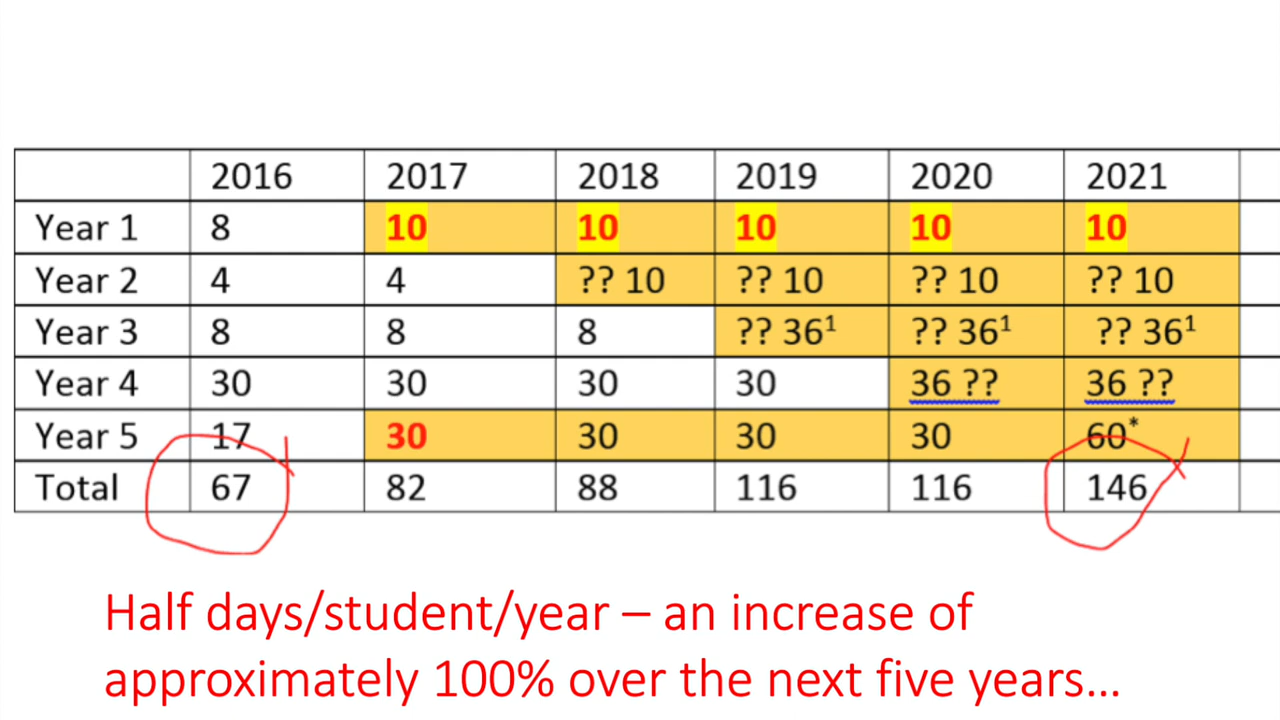 2016 2017 2018 2019 2020 2021
Year 1 8 10 10 10 10 10
Year 2 4 4 ?? 10 ?? 10 ?? 10 ?? 10
Year 3 8 8 8 ?? 36¹ ?? 36¹ ?? 36¹
Year 4 30 30 30 30 36 ?? 36 ??
Year 5 17 30 30 30 30 60*
Total 67 82 88 116 116 146
Half days/student/year – an increase of
approximately 100% over the next five years...